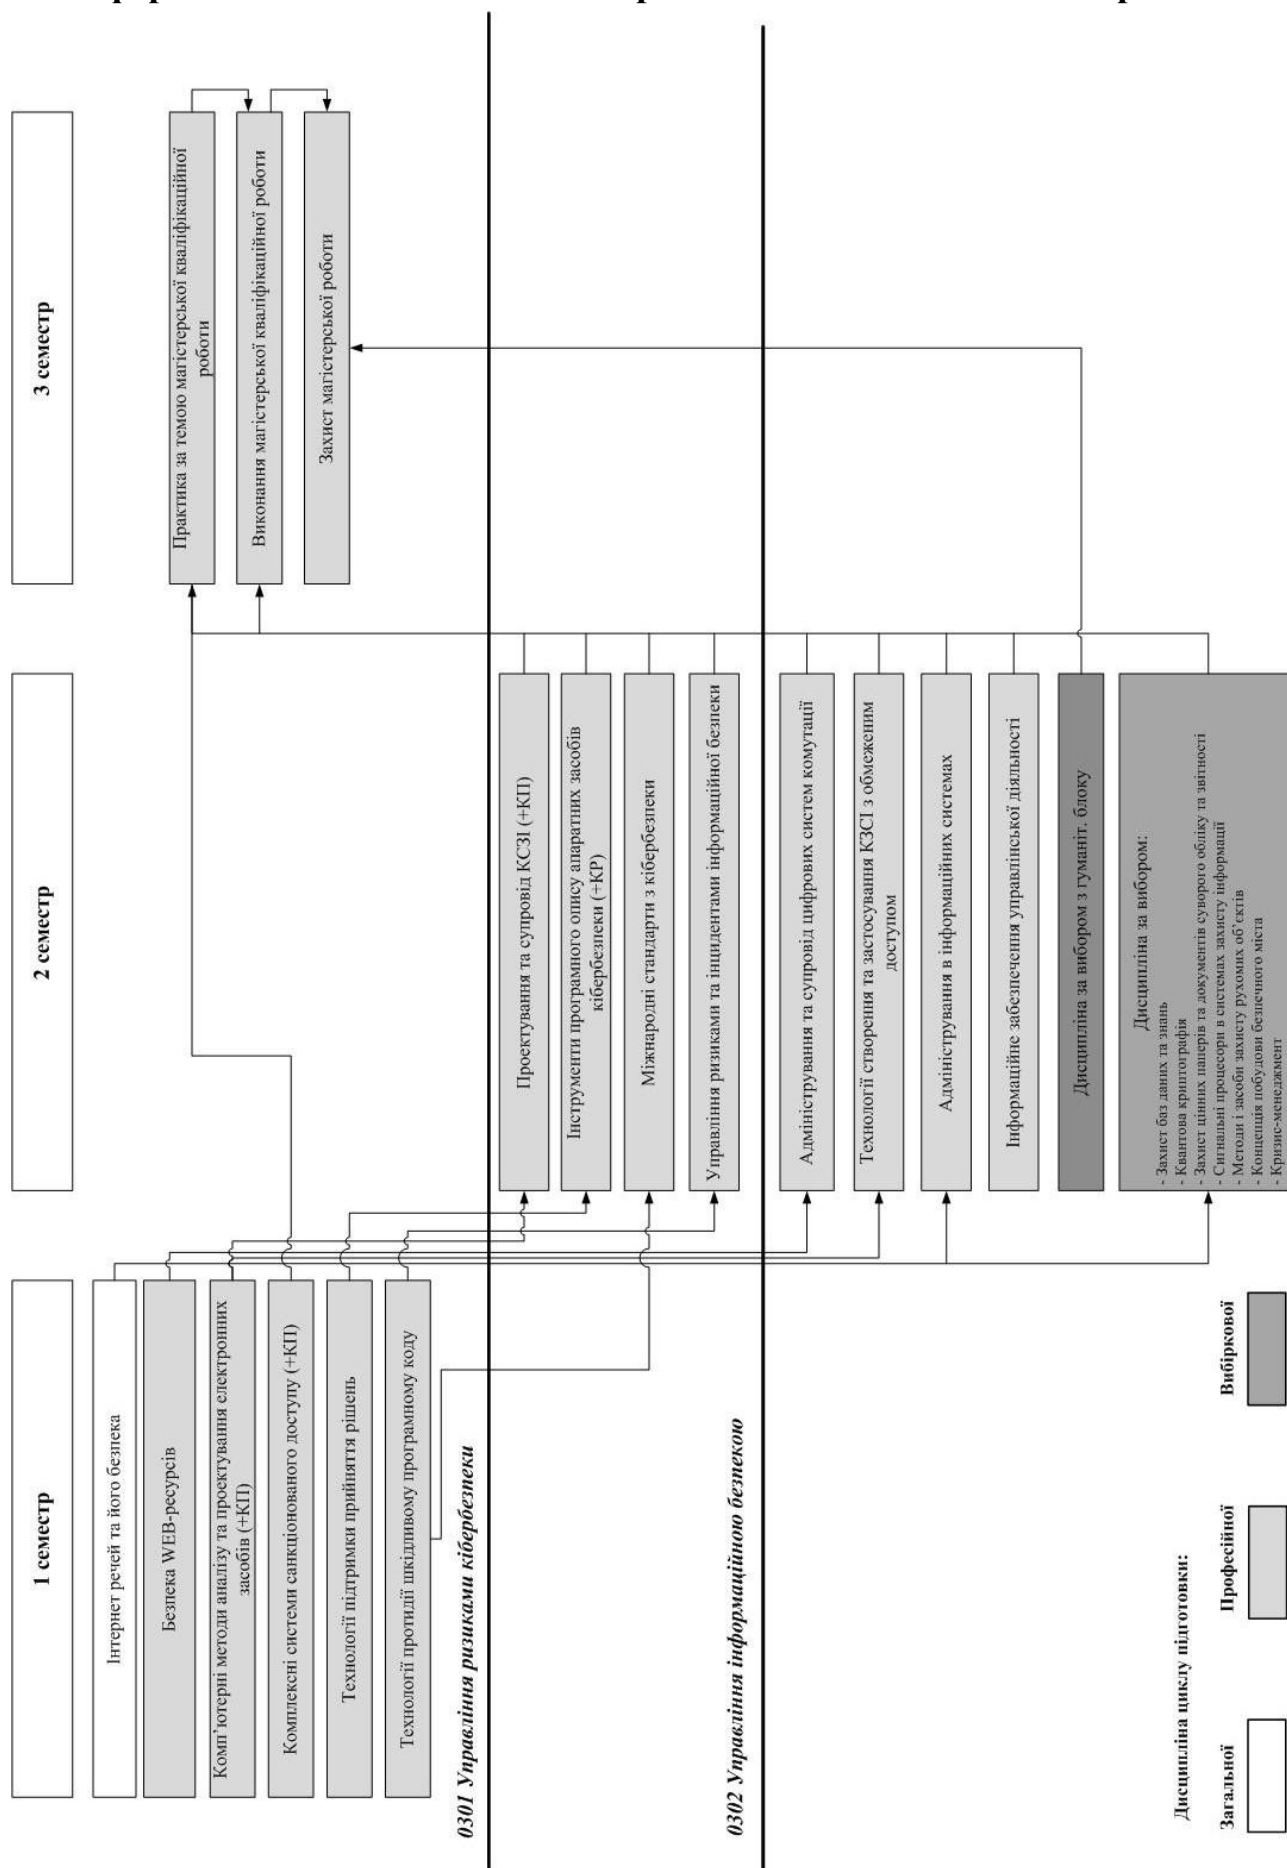 1 семестр
2 семестр
3 семестр
Інтернет речей та його безпека
Безпека WEB-ресурсів
Комп'ютерні методи аналізу та проектування електронних
засобів (+КП)
Комплексні системи санкціонованого доступу (+КП)
Технології підтримки прийняття рішень
Технології протидії шкідливому програмному коду
Практика за темою магістерської кваліфікаційної
роботи
Виконання магістерської кваліфікаційної роботи
Захист магістерської роботи
0301 Управління ризиками кібербезпеки
Проектування та супровід КСЗІ (+КП)
Інструменти програмного опису апаратних засобів
кібербезпеки (+КР)
Міжнародні стандарти з кібербезпеки
Управління ризиками та інцидентами інформаційної безпеки
0302 Управління інформаційною безпекою
Адміністрування та супровід цифрових систем комутації
Технології створення та застосування КЗСІ з обмеженим
доступом
Адміністрування в інформаційних системах
Інформаційне забезпечення управлінської діяльності
Дисципліна за вибором з гуманіт. блоку
Дисципліна за вибором:
- Захист баз даних та знань
- Квантова криптографія
- Захист цінних паперів та документів суворого обліку та звітності
- Сигнальні процесори в системах захисту інформації
- Методи і засоби захисту рухомих об'єктів
- Концепція побудови безпечного міста
- Кризис-менеджмент
Дисципліна циклу підготовки:
Загальної
Професійної
Вибіркової